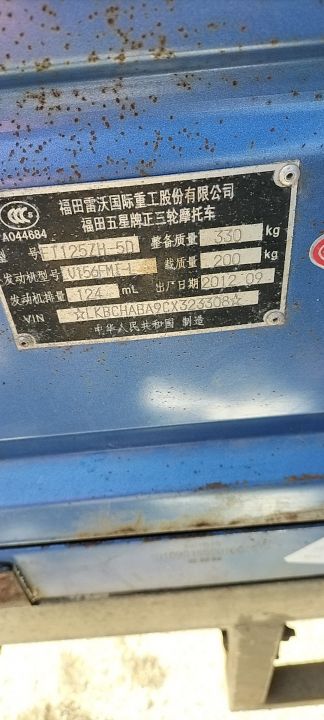 福田雷沃国际重工股份有限公司
福田五星牌正三轮摩托车
A044684
型 号 FT125ZH-5D 整备质量 330 kg
发动机型号 V156FMI-L 载质量 200 kg
发动机排量 124 mL 出厂日期 2012.09
VIN ☆LKBCHABA9CX323308☆
中华人民共和国 制造